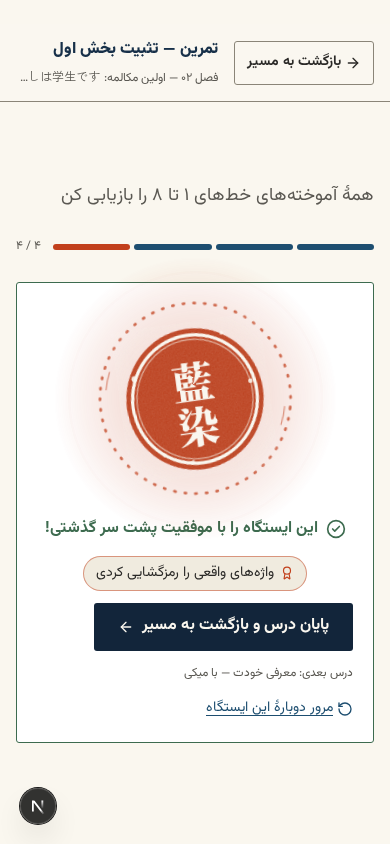 بازگشت به مسیر
تمرین — تثبیت بخش اول
فصل ۰۲ — اولین مکالمه: しは学生です...
همهٔ آموخته‌های خط‌های ۱ تا ۸ را بازیابی کن
۴ / ۴
藍
染
این ایستگاه را با موفقیت پشت سر گذشتی!
واژه‌های واقعی را رمزگشایی کردی
پایان درس و بازگشت به مسیر
درس بعدی: معرفی خودت — با میکی
مرور دوبارهٔ این ایستگاه
N